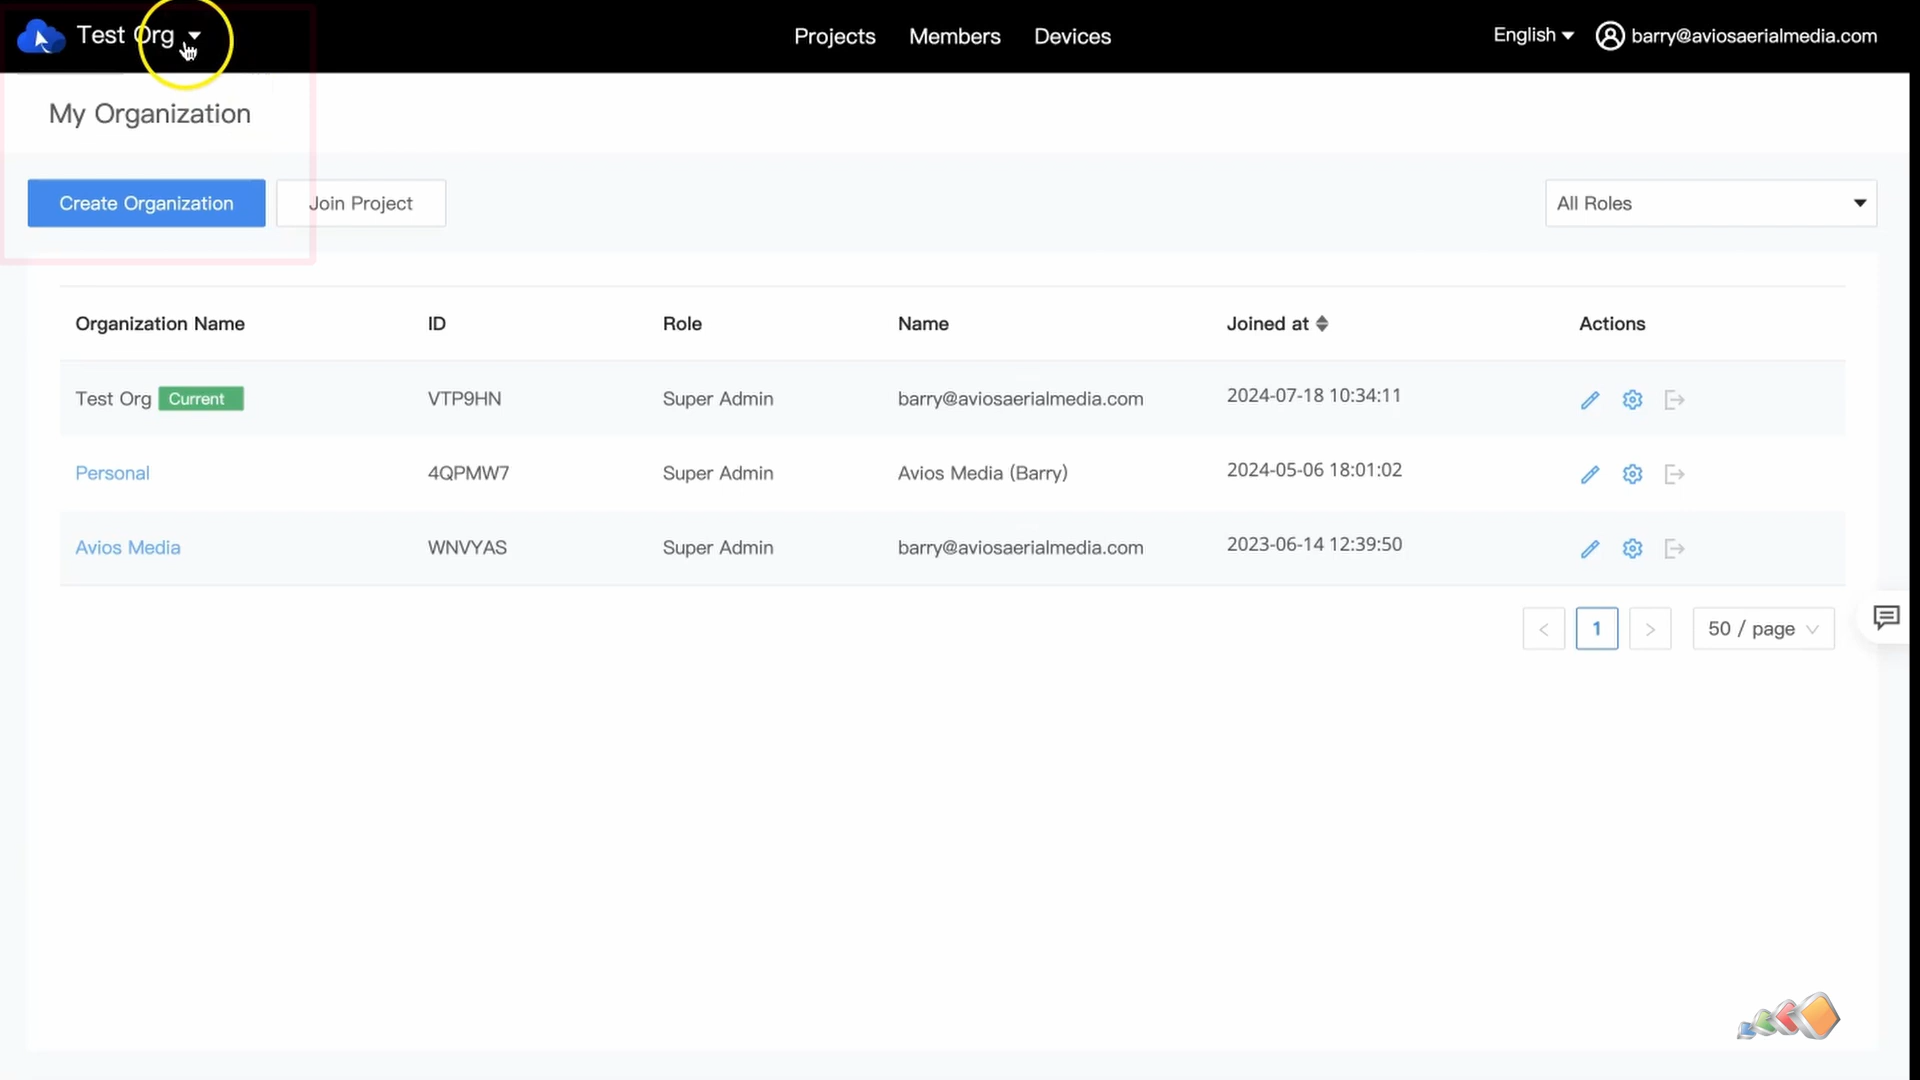 Test Org
Projects Members Devices
English barry@aviosaerialmedia.com
My Organization
Create Organization Join Project
All Roles
Organization Name ID Role Name Joined at Actions
Test Org Current VTP9HN Super Admin barry@aviosaerialmedia.com 2024-07-18 10:34:11
Personal 4QPMW7 Super Admin Avios Media (Barry) 2024-05-06 18:01:02
Avios Media WNVYAS Super Admin barry@aviosaerialmedia.com 2023-06-14 12:39:50
< 1 > 50 / page